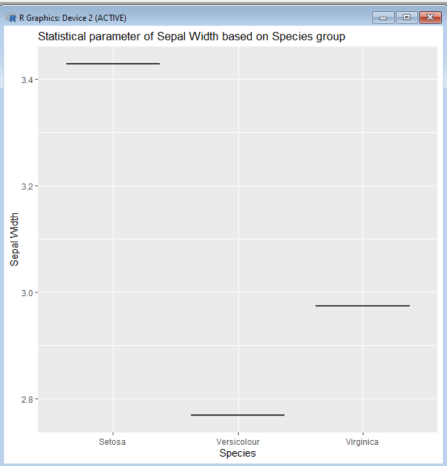 R Graphics: Device 2 (ACTIVE)
Statistical parameter of Sepal Width based on Species group
3.4
3.2
3.0
2.8
Sepal Width
Setosa Versicolour Virginica
Species